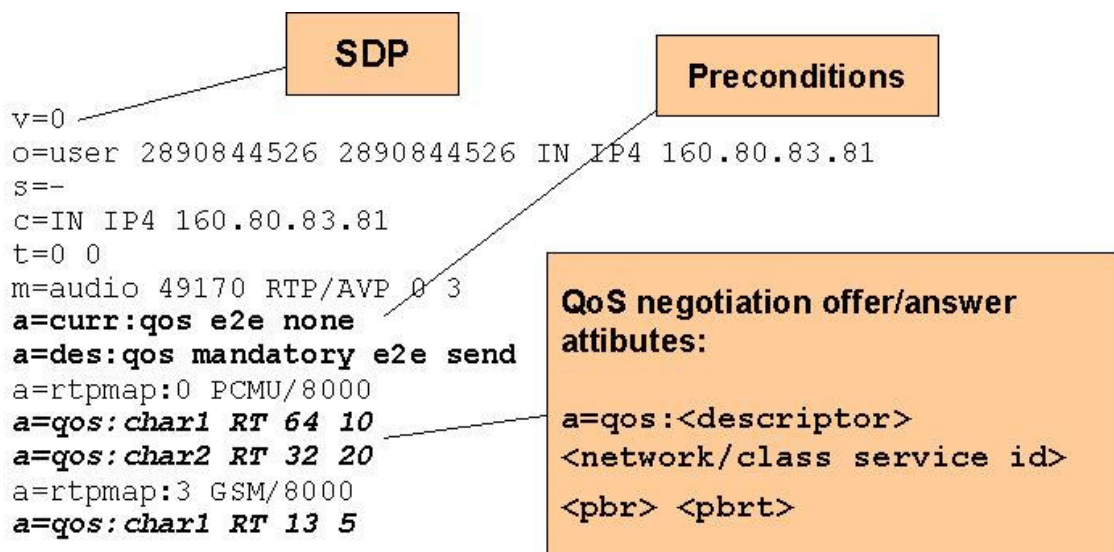 SDP
Preconditions
v=0
o=user 2890844526 2890844526 IN IP4 160.80.83.81
s=-
c=IN IP4 160.80.83.81
t=0 0
m=audio 49170 RTP/AVP 0 3
a=curr:qos e2e none
a=des:qos mandatory e2e send
a=rtpmap:0 PCMU/8000
a=qos:char1 RT 64 10
a=qos:char2 RT 32 20
a=rtpmap:3 GSM/8000
a=qos:char1 RT 13 5
QoS negotiation offer/answer
attibutes:
a=qos:<descriptor>
<network/class service id>
<pbr> <pbrt>